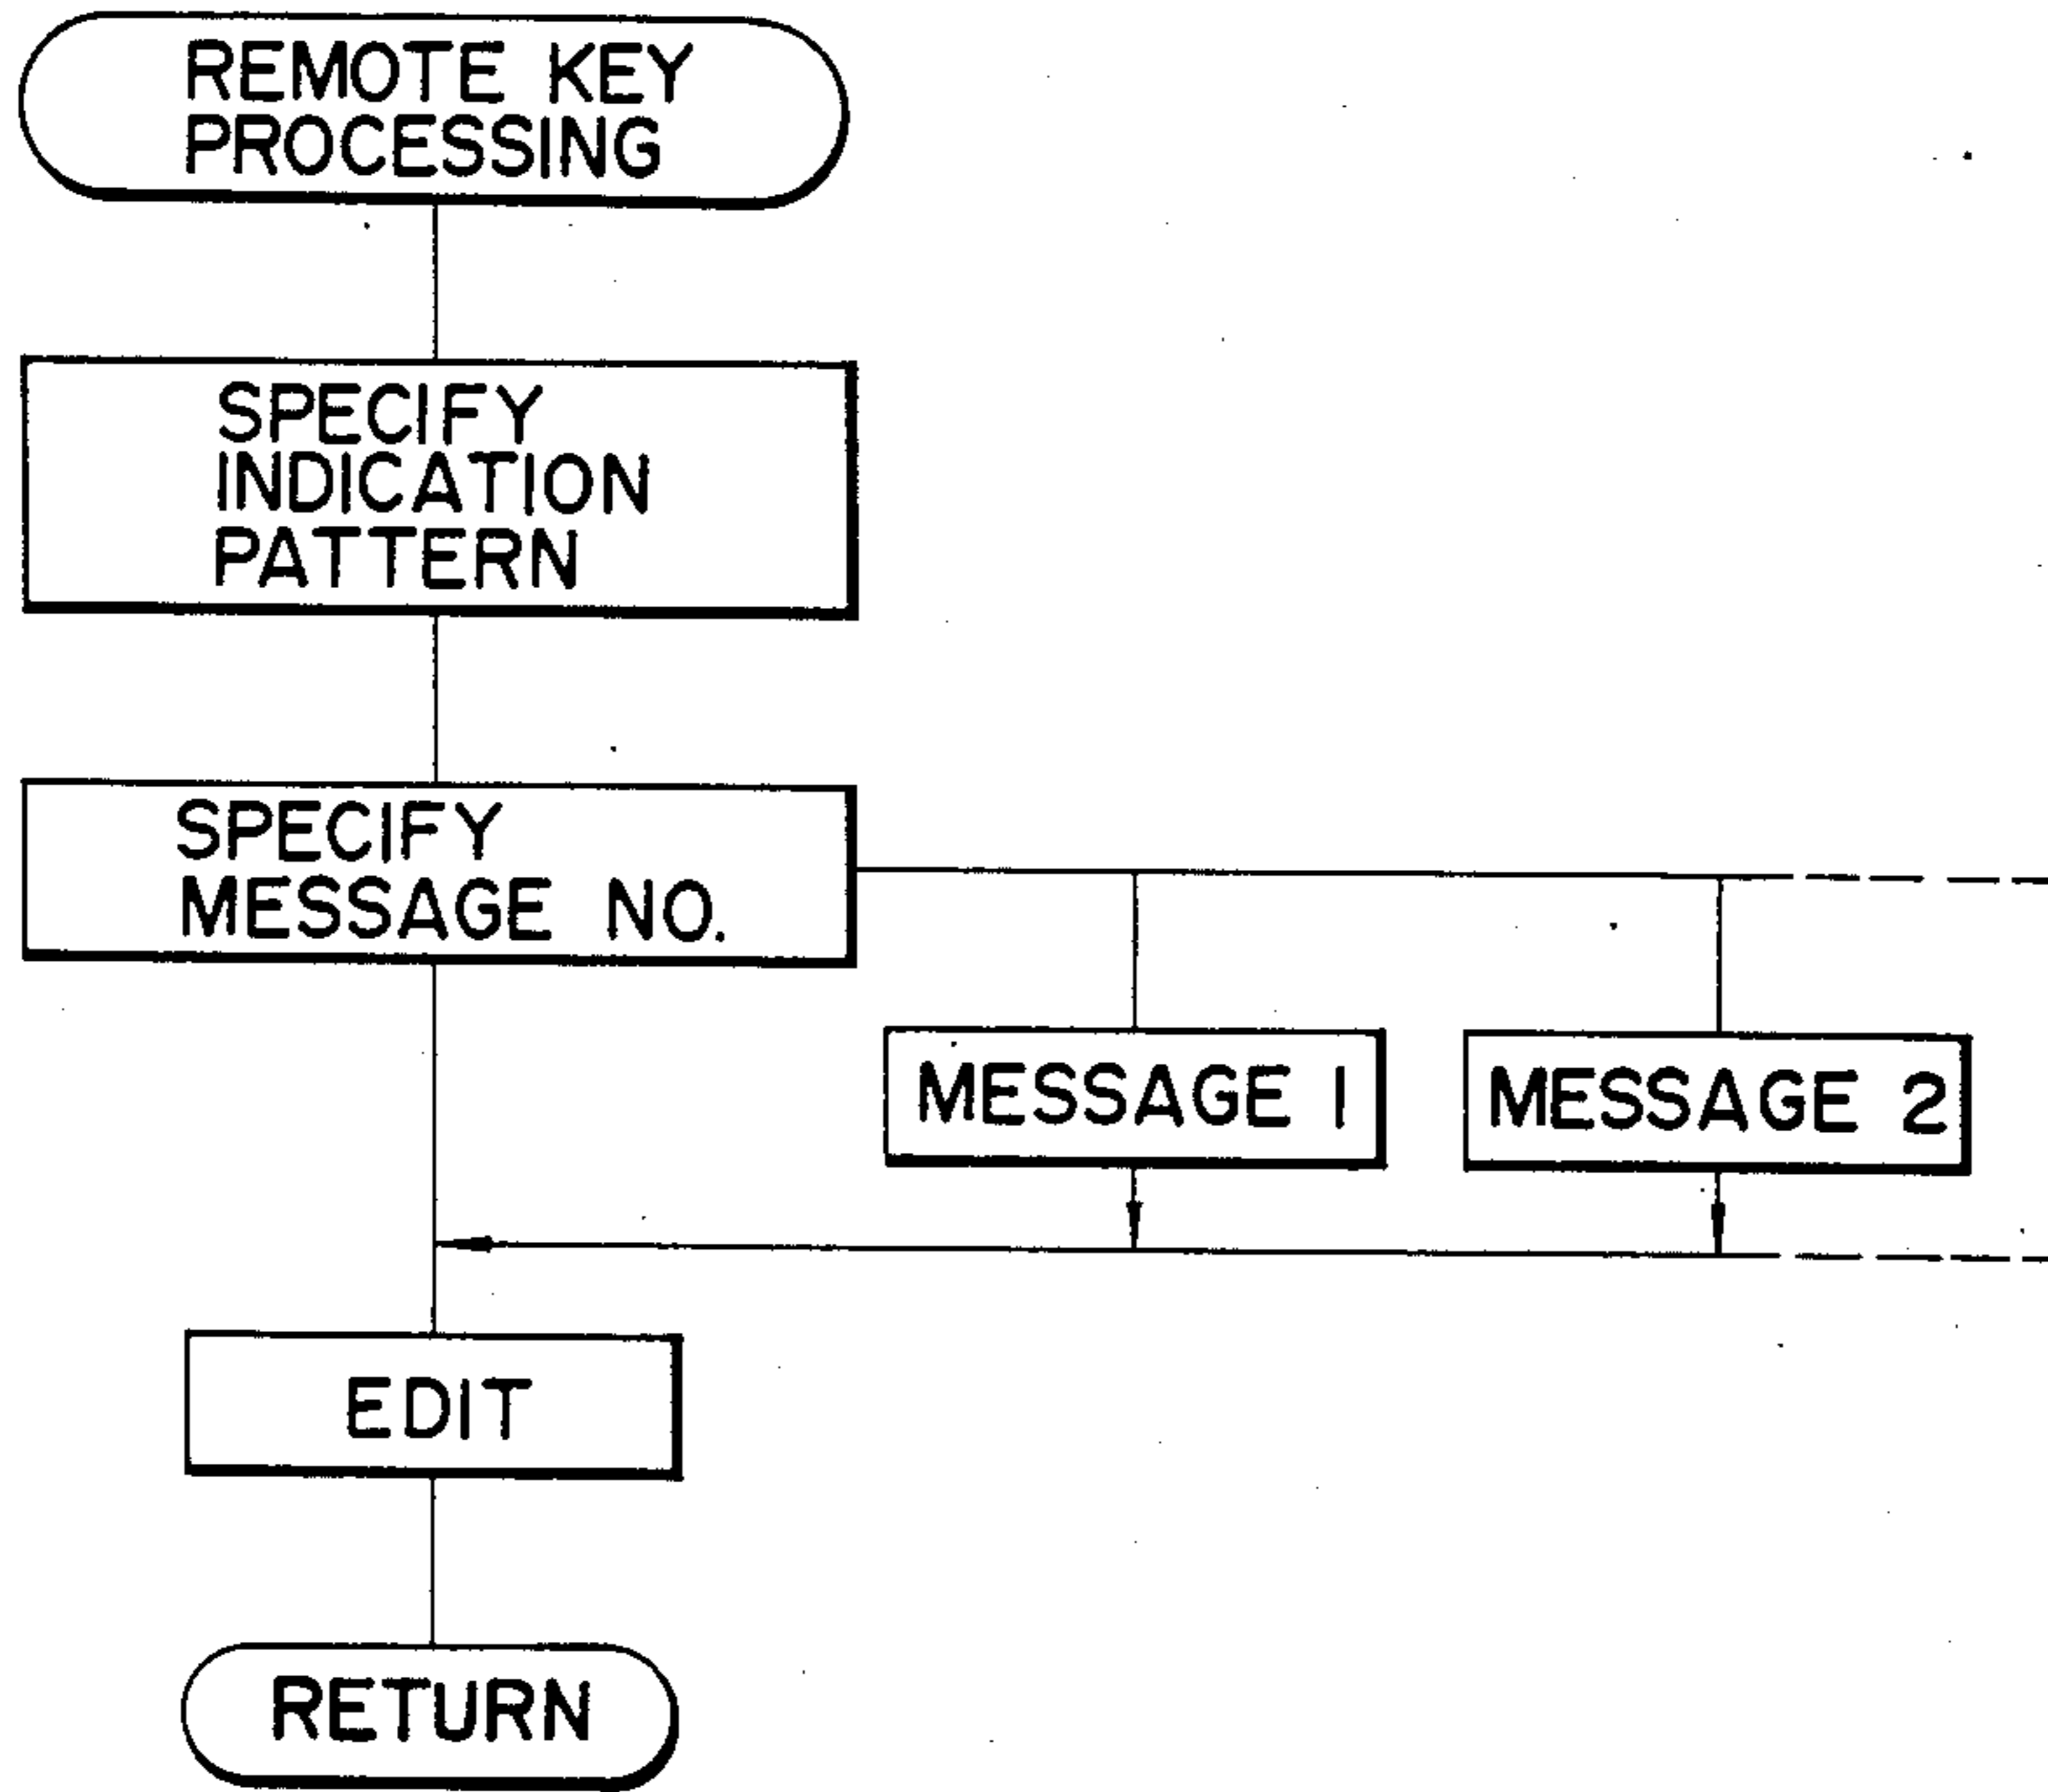 REMOTE KEY
PROCESSING
SPECIFY
INDICATION
PATTERN
SPECIFY
MESSAGE NO.
MESSAGE 1
MESSAGE 2
EDIT
RETURN